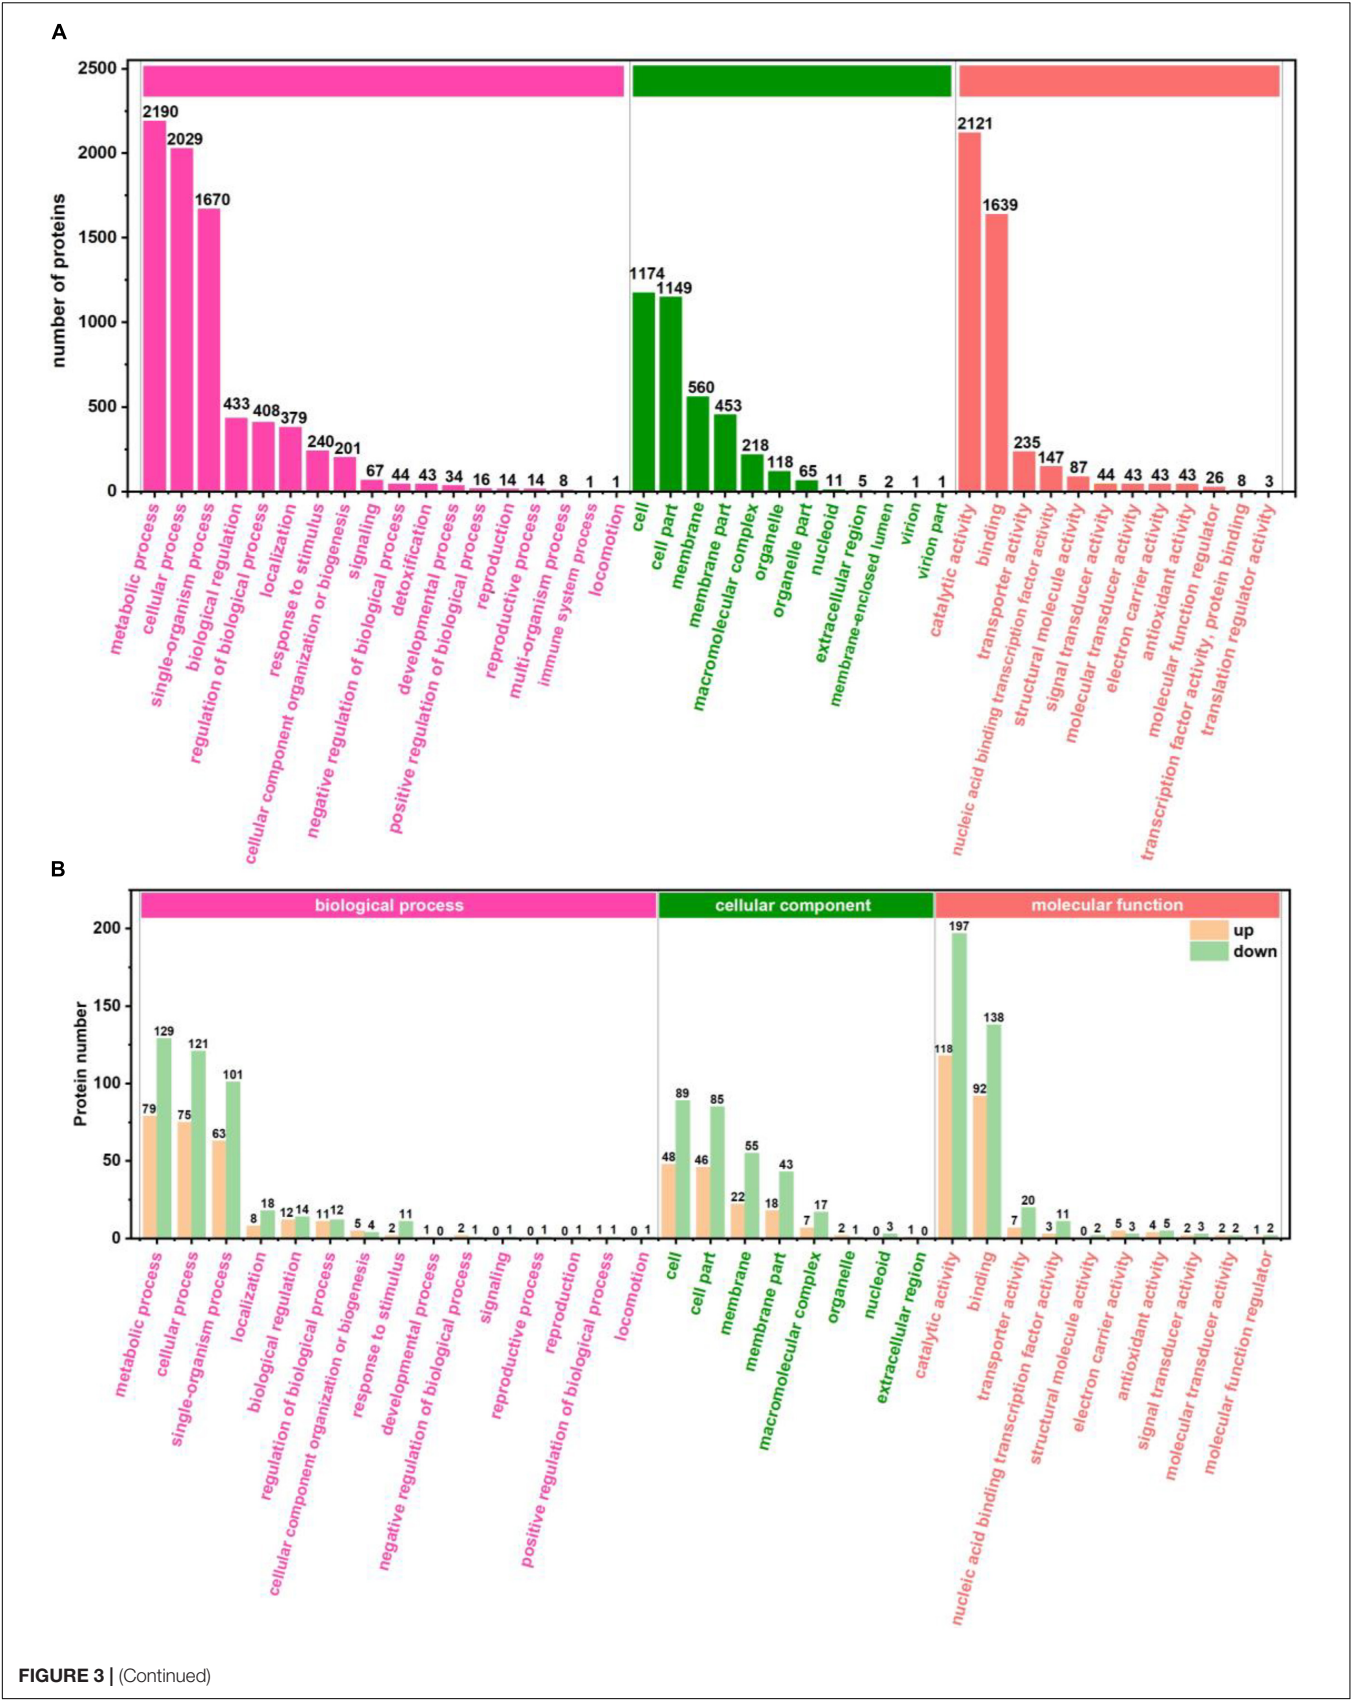 A
number of proteins
2500
2000
1500
1000
500
0
2190
2029
1670
433
408
379
240
201
67
44
43
34
16
14
14
8
1
1
1174
1149
560
453
218
118
65
11
5
2
1
1
2121
1639
235
147
87
44
43
43
43
26
8
3
metabolic process
cellular process
single-organism process
biological regulation
regulation of biological process
localization
response to stimulus
cellular component organization or biogenesis
signaling
negative regulation of biological process
detoxification
developmental process
positive regulation of biological process
reproduction
reproductive process
multi-organism process
immune system process
locomotion
cell
cell part
membrane
membrane part
macromolecular complex
organelle
organelle part
nucleoid
extracellular region
membrane-enclosed lumen
virion
virion part
catalytic activity
binding
transporter activity
nucleic acid binding transcription factor activity
structural molecule activity
signal transducer activity
molecular transducer activity
electron carrier activity
antioxidant activity
molecular function regulator
transcription factor activity, protein binding
translation regulator activity
B
Protein number
200
150
100
50
0
biological process
cellular component
molecular function
up
down
79
129
75
121
63
101
8
18
12
14
11
12
5
4
2
11
1
0
2
1
0
1
0
1
0
1
1
1
0
1
48
89
46
85
22
55
18
43
7
17
2
1
0
3
1
0
118
197
92
138
7
20
3
11
0
2
5
3
4
5
2
3
2
2
1
2
metabolic process
cellular process
single-organism process
localization
biological regulation
regulation of biological process
cellular component organization or biogenesis
response to stimulus
developmental process
negative regulation of biological process
signaling
reproductive process
reproduction
positive regulation of biological process
locomotion
cell
cell part
membrane
membrane part
macromolecular complex
organelle
nucleoid
extracellular region
catalytic activity
binding
transporter activity
nucleic acid binding transcription factor activity
structural molecule activity
electron carrier activity
antioxidant activity
signal transducer activity
molecular transducer activity
molecular function regulator
FIGURE 3 | (Continued)